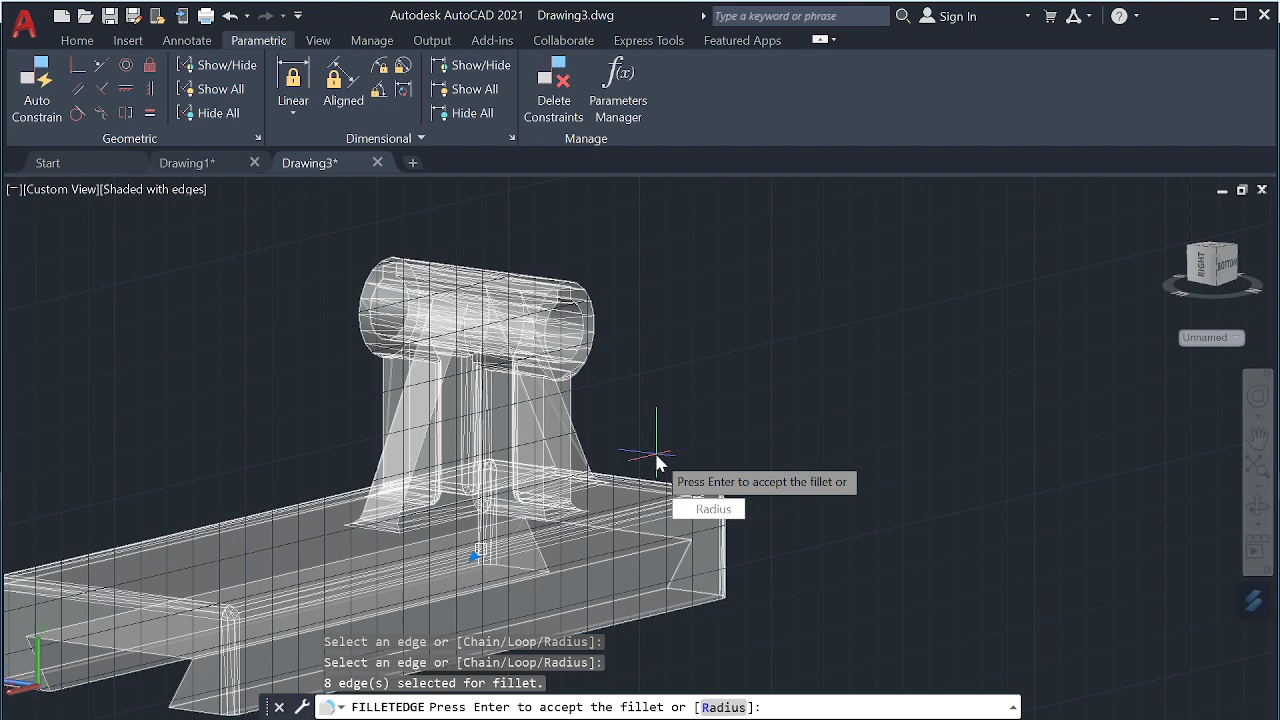 Autodesk AutoCAD 2021 Drawing3.dwg
Type a keyword or phrase
Sign In
Home Insert Annotate Parametric View Manage Output Add-ins Collaborate Express Tools Featured Apps
Auto
Constrain
Show/Hide
Show All
Hide All
Geometric
Linear
Aligned
Show/Hide
Show All
Hide All
Dimensional
Delete
Constraints
f(x)
Parameters
Manager
Manage
Start Drawing1* Drawing3*
[−][Custom View][Shaded with edges]
RIGHT
BOTTOM
Unnamed
Press Enter to accept the fillet or
Radius
Select an edge or [Chain/Loop/Radius]:
Select an edge or [Chain/Loop/Radius]:
8 edge(s) selected for fillet.
FILLETEDGE Press Enter to accept the fillet or [Radius]: